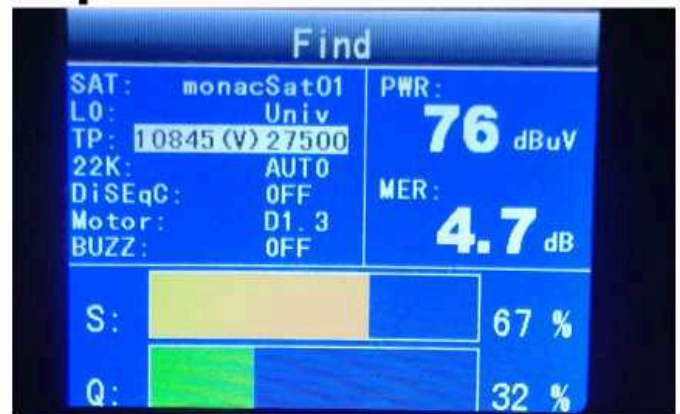 Find
SAT: monacSat01
LO: Univ
TP: 10845(V)27500
22K: AUTO
DiSEqC: OFF
Motor: D1.3
BUZZ: OFF
PWR:
76 dBuV
MER:
4.7 dB
S: 67 %
Q: 32 %